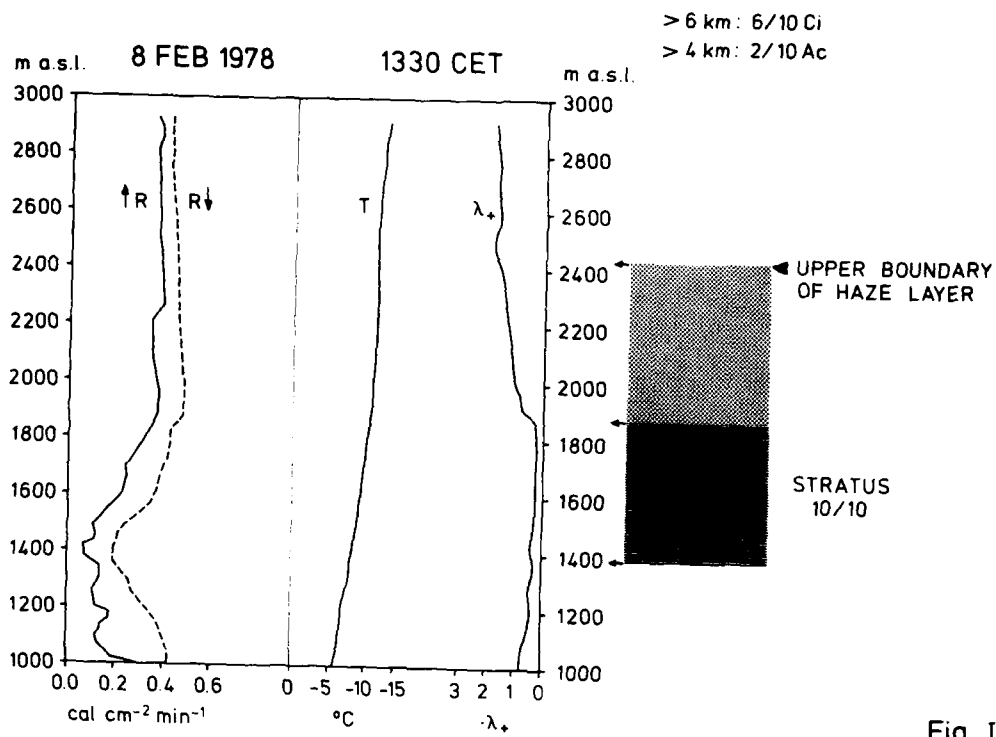 > 6 km: 6/10 Ci
> 4 km: 2/10 Ac
8 FEB 1978 1330 CET
m a.s.l. m a.s.l.
3000 3000
2800 2800
2600 2600
2400 2400
2200 2200
2000 2000
1800 1800
1600 1600
1400 1400
1200 1200
1000 1000
↑R R↓ T λ+
◄ UPPER BOUNDARY
OF HAZE LAYER
STRATUS
10/10
0.0 0.2 0.4 0.6 0 -5 -10 -15 3 2 1 0
cal cm⁻² min⁻¹ °C ·λ+
Fig. I